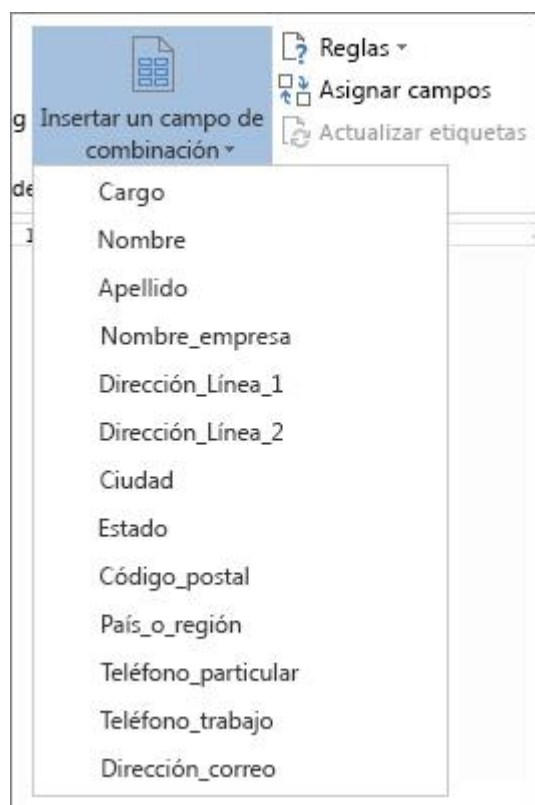 Reglas
Asignar campos
Actualizar etiquetas
g
Insertar un campo de
combinación
de
1
Cargo
Nombre
Apellido
Nombre_empresa
Dirección_Línea_1
Dirección_Línea_2
Ciudad
Estado
Código_postal
País_o_región
Teléfono_particular
Teléfono_trabajo
Dirección_correo